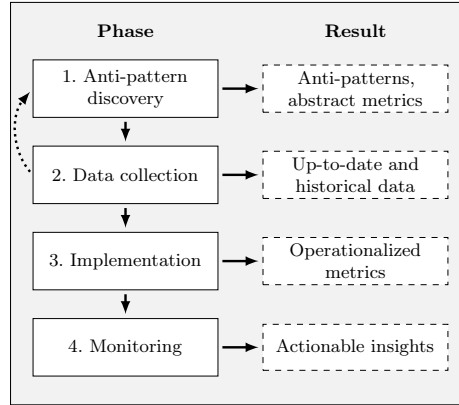 Phase
Result
1. Anti-pattern
discovery
Anti-patterns,
abstract metrics
2. Data collection
Up-to-date and
historical data
3. Implementation
Operationalized
metrics
4. Monitoring
Actionable insights